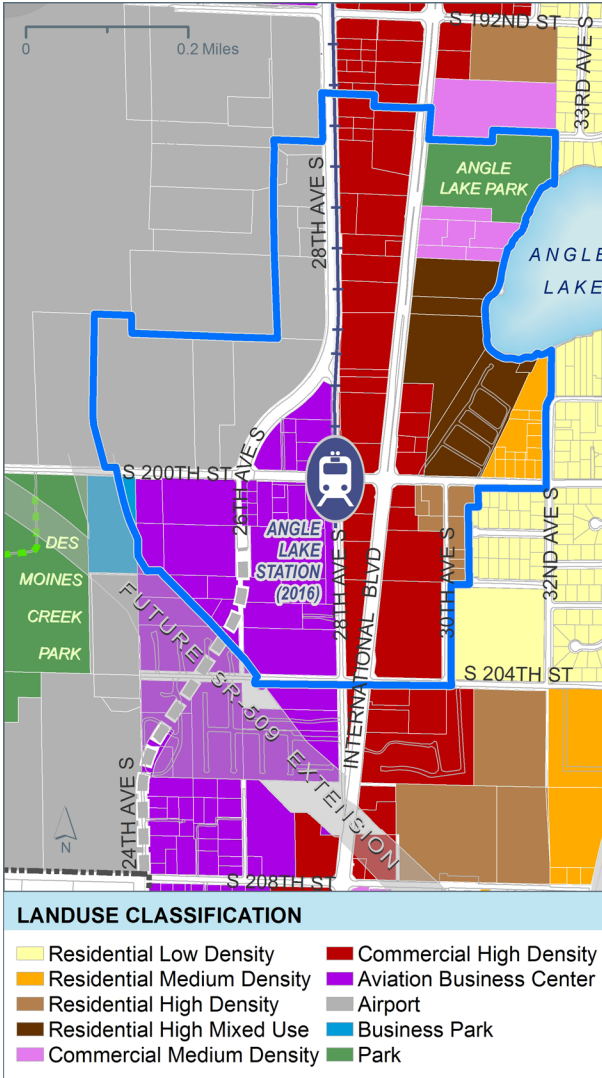 S 192ND ST
0
0.2 Miles
33RD AVE S
28TH AVE S
ANGLE
LAKE PARK
ANGLE
LAKE
S 200TH ST
26TH AVE S
ANGLE
LAKE
STATION
(2016)
28TH AVE S
INTERNATIONAL BLVD
30TH AVE S
32ND AVE S
DES
MOINES
CREEK
PARK
FUTURE SR-509 EXTENSION
S 204TH ST
24TH AVE S
N
S 208TH ST
LANDUSE CLASSIFICATION
Residential Low Density
Residential Medium Density
Residential High Density
Residential High Mixed Use
Commercial Medium Density
Commercial High Density
Aviation Business Center
Airport
Business Park
Park